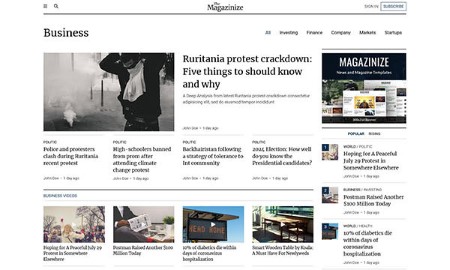 The
Magazinize
SIGN IN
SUBSCRIBE
Business
All Investing Finance Company Markets Startups
Ruritania protest crackdown:
Five things to should know
and why
A Deep Analysis from latest Ruritania protest crackdown consectetur
adipiscing elit, sed do eiusmod tempor incididunt
John Doe • 1 day ago
MAGAZINIZE
News and Magazine Templates
POLITIC
Police and protesters
clash during Ruritania
recent protest
John Doe • 1 day ago
POLITIC
High-schoolers banned
from prom after
attending climate
change protest
John Doe • 1 day ago
POLITIC
Backhairistan following
a strategy of tolerance to
Int community
John Doe • 1 day ago
POLITIC
2021, Election: How well
do you know the
Presidential candidates?
John Doe • 1 day ago
POPULAR RISING
1
WORLD • POLITIC
Hoping for A Peaceful
July 29 Protest in
Somewhere Elsewhere
John Doe • 1 day ago
2
BUSINESS • INVESTING
Postman Raised Another
$100 Million Today
John Doe • 1 day ago
3
WORLD • HEALTH
10% of diabetics die
within days of
coronavirus
hospitalization
John Doe • 1 day ago
BUSINESS VIDEOS
Hoping for A Peaceful July 29
Protest in Somewhere
Elsewhere
Postman Raised Another $100
Million Today
10% of diabetics die within
days of coronavirus
hospitalization
Smart Wooden Table by Koala:
A Must Have for Newlyweds